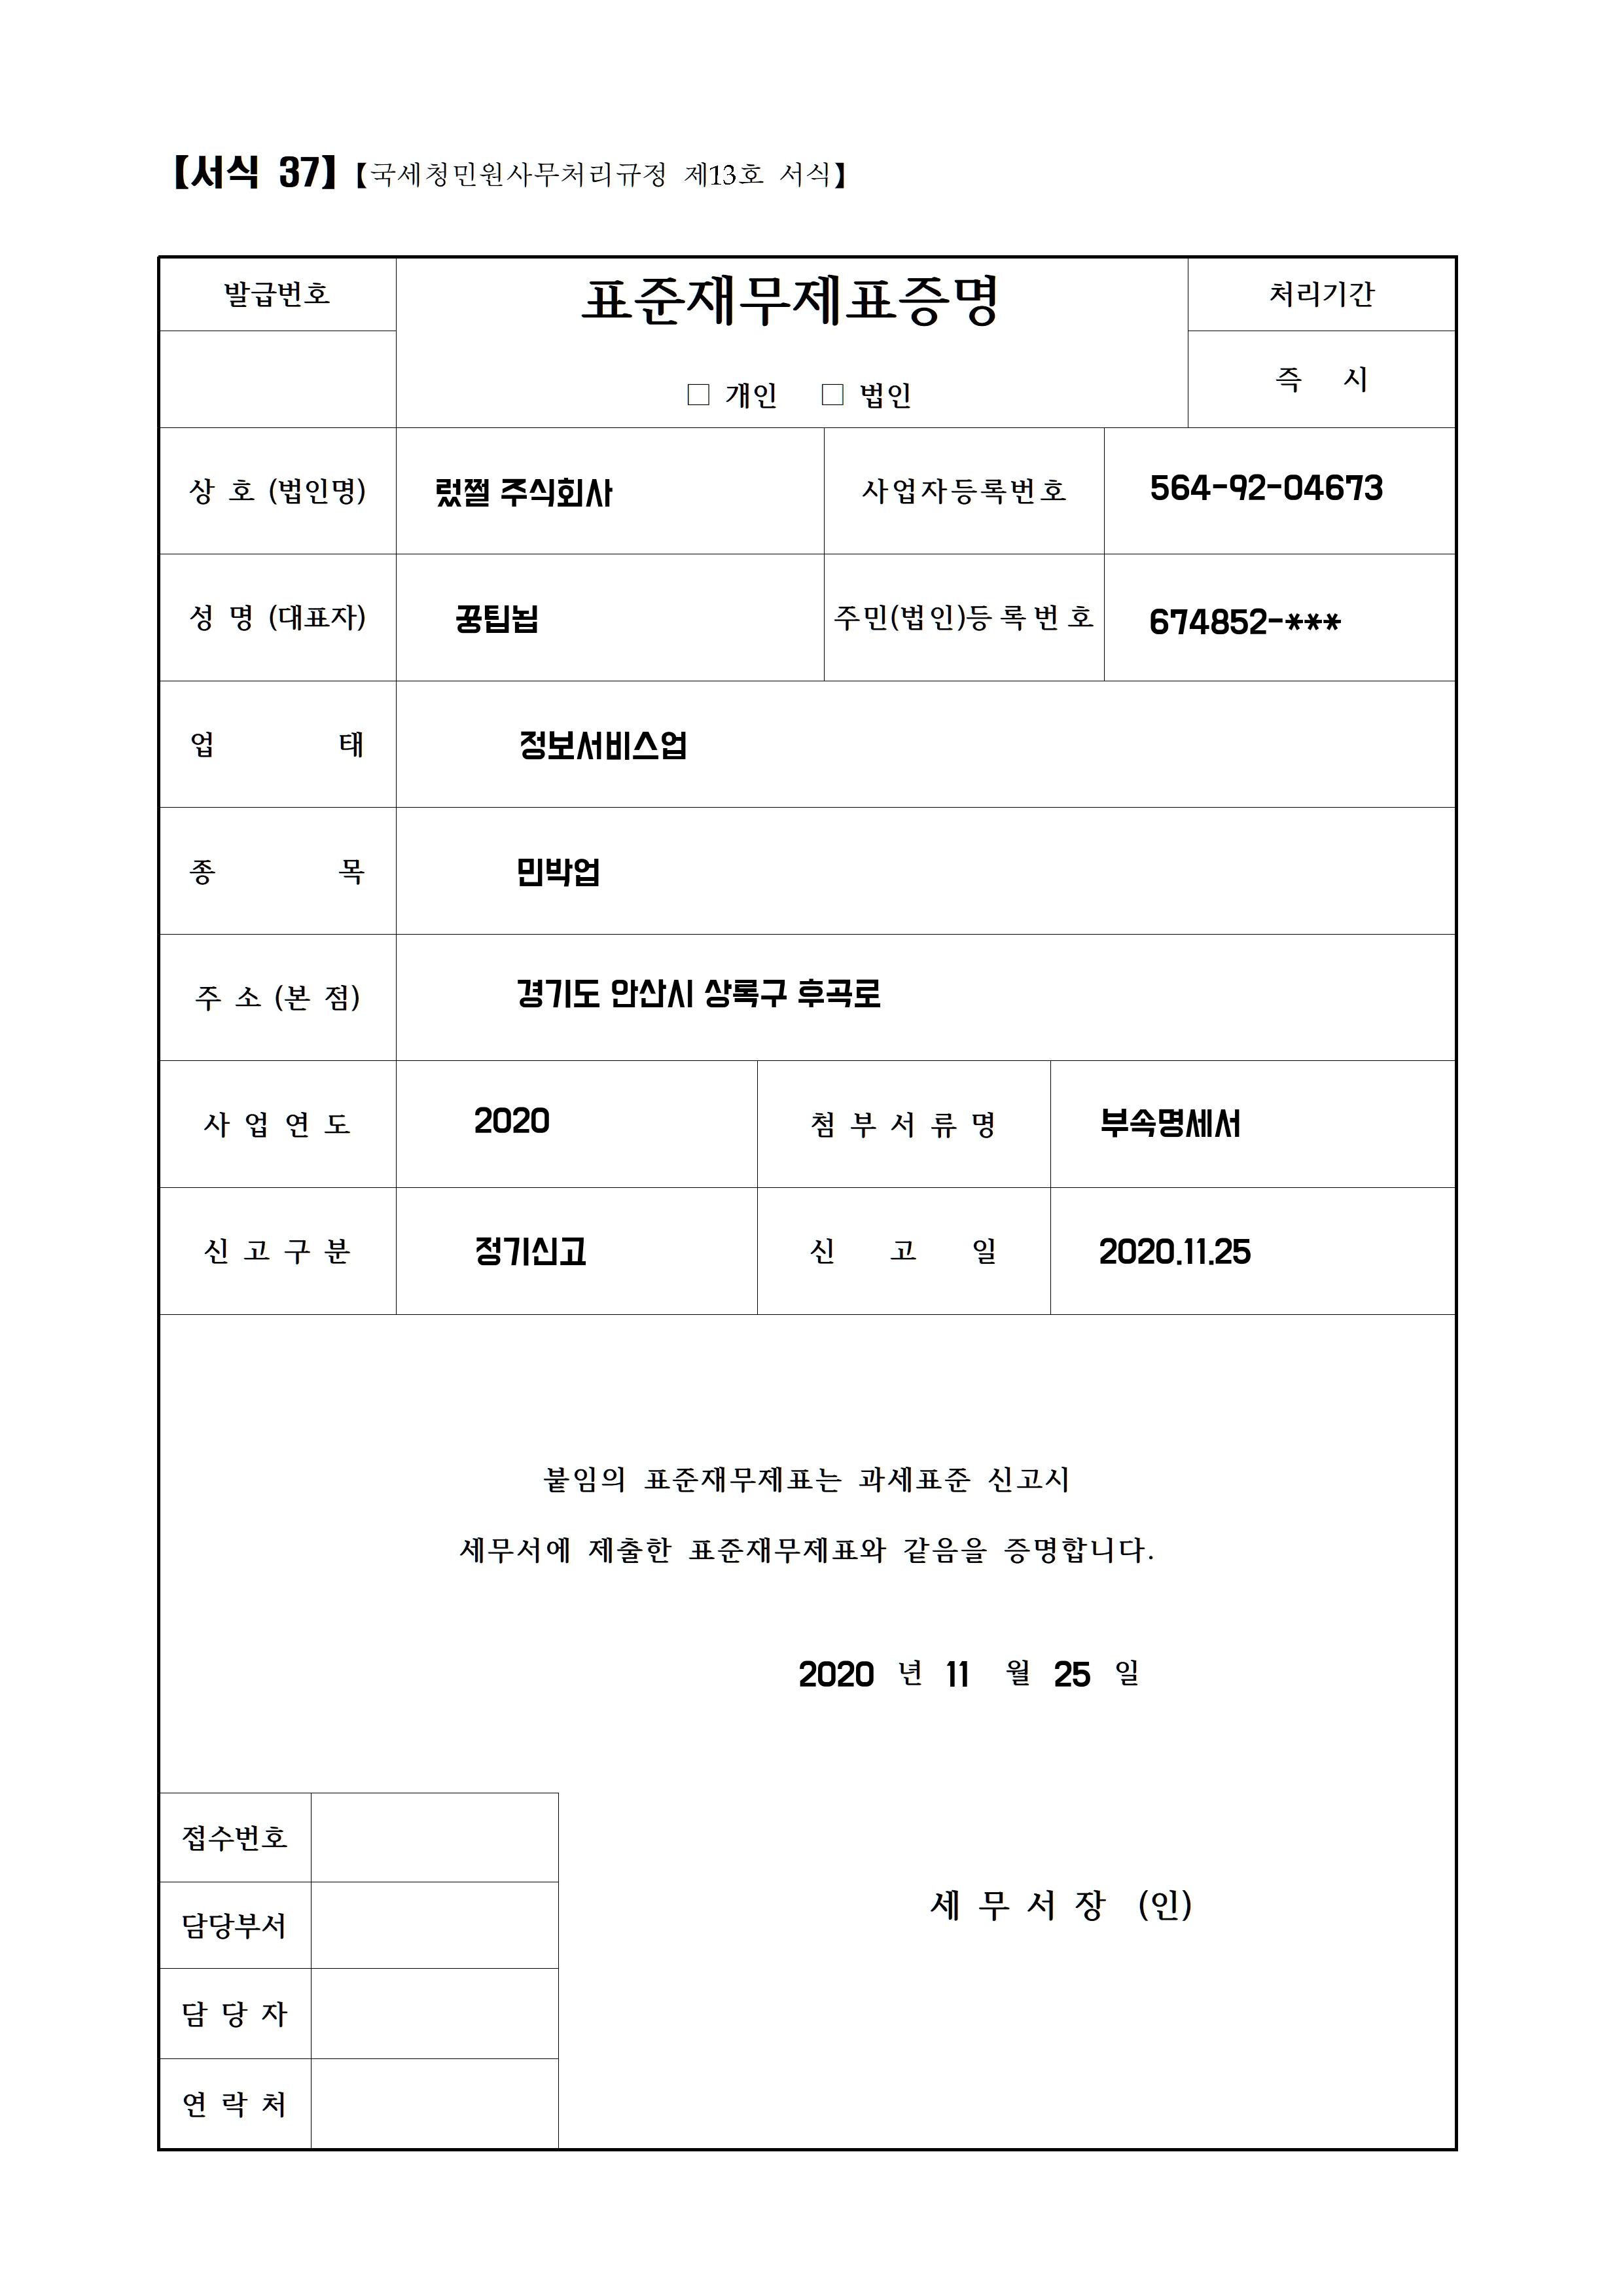 【서식 37】【국세청민원사무처리규정 제13호 서식】
발급번호
표준재무제표증명
처리기간
□ 개인 □ 법인
즉 시
상 호 (법인명) 렀쩔 주식회사 사업자등록번호 564-92-04673
성 명 (대표자) 꿍팁뇝 주민(법인)등록번호 674852-***
업 태 정보서비스업
종 목 민박업
주 소 (본 점) 경기도 안산시 상록구 후곡로
사 업 연 도 2020 첨 부 서 류 명 부속명세서
신 고 구 분 정기신고 신 고 일 2020.11.25
붙임의 표준재무제표는 과세표준 신고시
세무서에 제출한 표준재무제표와 같음을 증명합니다.
2020 년 11 월 25 일
접수번호
담당부서
세 무 서 장 (인)
담 당 자
연 락 처